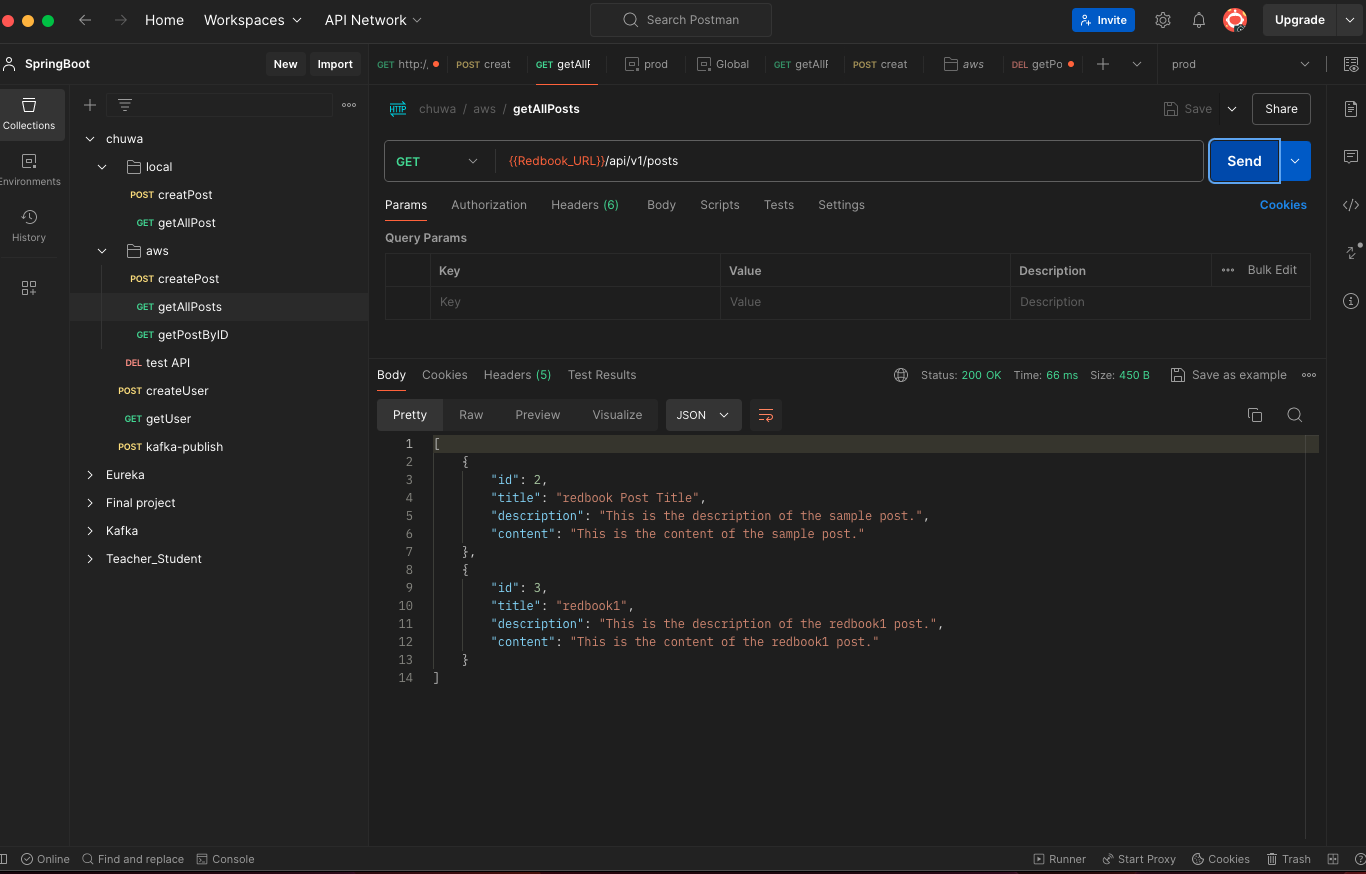 Home Workspaces API Network Search Postman Invite Upgrade
SpringBoot New Import
GET http:/, POST creat GET getAllF prod Global GET getAllF POST creat aws DEL getPo prod
Collections
Environments
History
chuwa
local
POST creatPost
GET getAllPost
aws
POST createPost
GET getAllPosts
GET getPostByID
DEL test API
POST createUser
GET getUser
POST kafka-publish
Eureka
Final project
Kafka
Teacher_Student
HTTP chuwa / aws / getAllPosts Save Share
GET {{Redbook_URL}}/api/v1/posts Send
Params Authorization Headers (6) Body Scripts Tests Settings Cookies
Query Params
Key Value Description Bulk Edit
Key Value Description
Body Cookies Headers (5) Test Results Status: 200 OK Time: 66 ms Size: 450 B Save as example
Pretty Raw Preview Visualize JSON
1 [
2 {
3 "id": 2,
4 "title": "redbook Post Title",
5 "description": "This is the description of the sample post.",
6 "content": "This is the content of the sample post."
7 },
8 {
9 "id": 3,
10 "title": "redbook1",
11 "description": "This is the description of the redbook1 post.",
12 "content": "This is the content of the redbook1 post."
13 }
14 ]
Online Find and replace Console Runner Start Proxy Cookies Trash